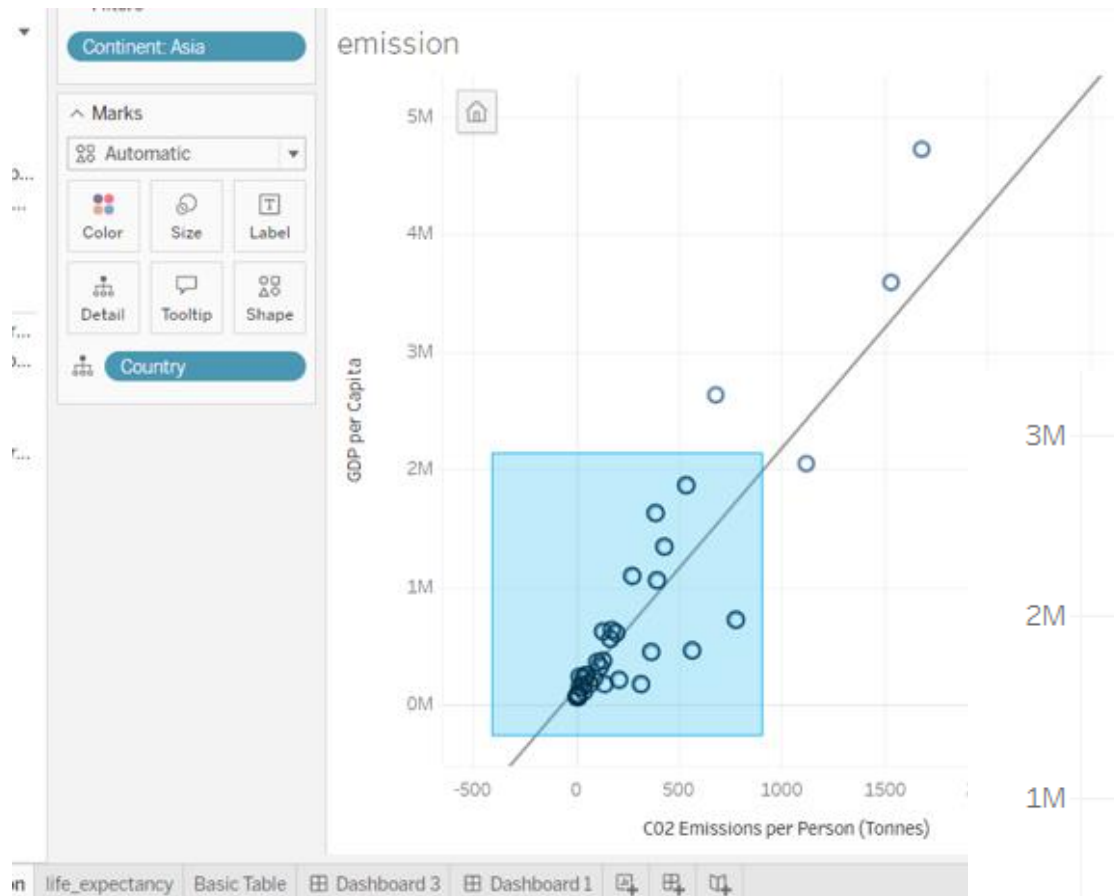 Continent: Asia
Marks
Automatic
Color
Size
Label
Detail
Tooltip
Shape
Country
emission
5M
4M
3M
2M
1M
0M
GDP per Capita
-500
0
500
1000
1500
C02 Emissions per Person (Tonnes)
3M
2M
1M
life_expectancy
Basic Table
Dashboard 3
Dashboard 1